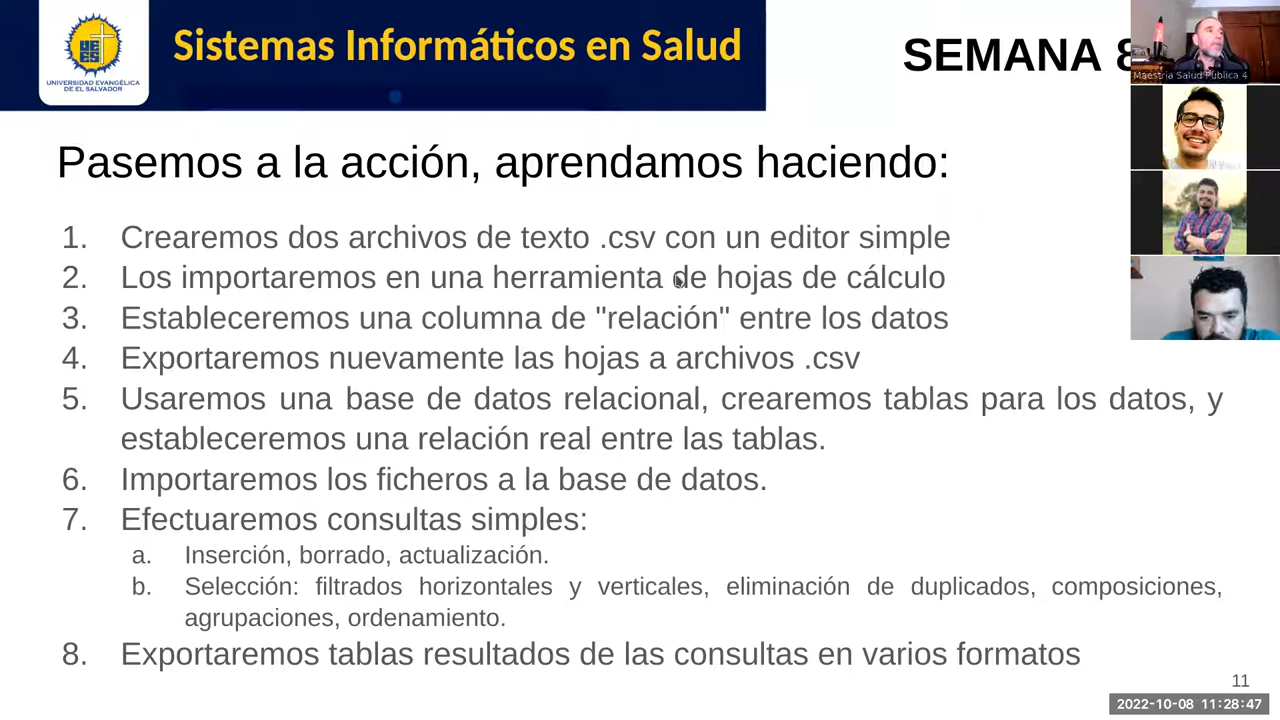 Sistemas Informáticos en Salud
UNIVERSIDAD EVANGÉLICA
DE EL SALVADOR
UEES
SEMANA 8
Maestria Salud Publica 4
Pasemos a la acción, aprendamos haciendo:
1. Crearemos dos archivos de texto .csv con un editor simple
2. Los importaremos en una herramienta de hojas de cálculo
3. Estableceremos una columna de "relación" entre los datos
4. Exportaremos nuevamente las hojas a archivos .csv
5. Usaremos una base de datos relacional, crearemos tablas para los datos, y
estableceremos una relación real entre las tablas.
6. Importaremos los ficheros a la base de datos.
7. Efectuaremos consultas simples:
a. Inserción, borrado, actualización.
b. Selección: filtrados horizontales y verticales, eliminación de duplicados, composiciones,
agrupaciones, ordenamiento.
8. Exportaremos tablas resultados de las consultas en varios formatos
11
2022-10-08 11:28:47